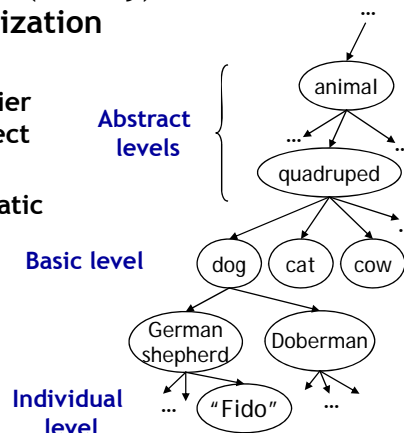 ization
...
animal
ier
ect
Abstract
levels
...
quadruped
atic
Basic level
dog
cat
cow
German
shepherd
Doberman
Individual
level
...
“Fido”
...